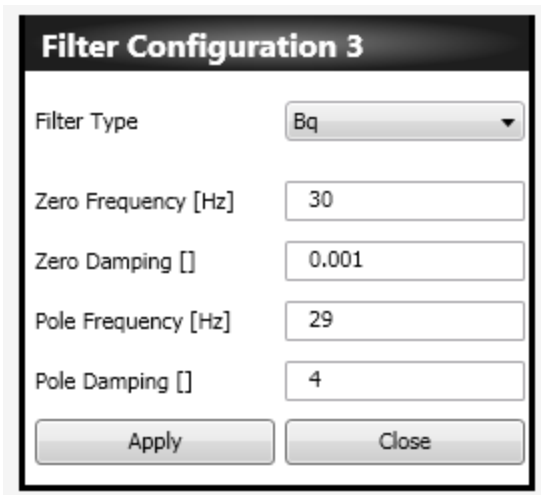 Filter Configuration 3
Filter Type Bq
Zero Frequency [Hz] 30
Zero Damping [] 0.001
Pole Frequency [Hz] 29
Pole Damping [] 4
Apply Close